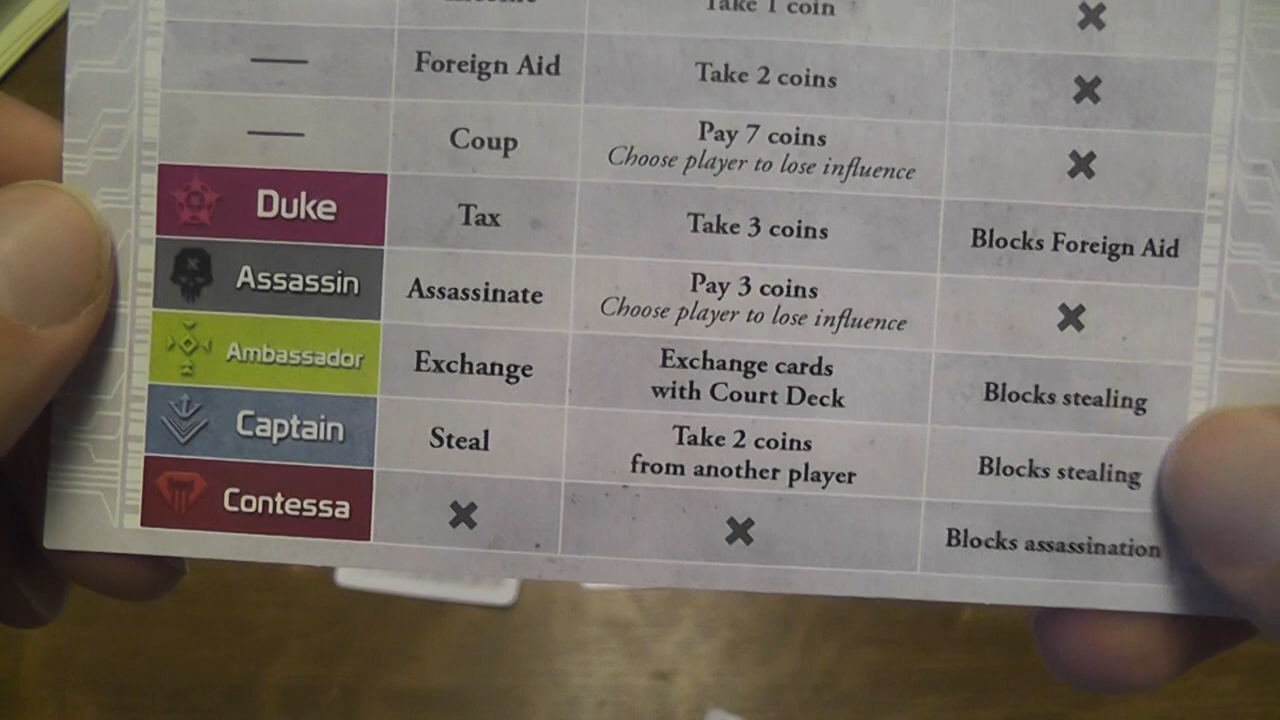 Take 1 coin
— Foreign Aid Take 2 coins ✖
— Coup Pay 7 coins ✖
Choose player to lose influence
Duke Tax Take 3 coins Blocks Foreign Aid
Assassin Assassinate Pay 3 coins ✖
Choose player to lose influence
Ambassador Exchange Exchange cards Blocks stealing
with Court Deck
Captain Steal Take 2 coins Blocks stealing
from another player
Contessa ✖ ✖ Blocks assassination